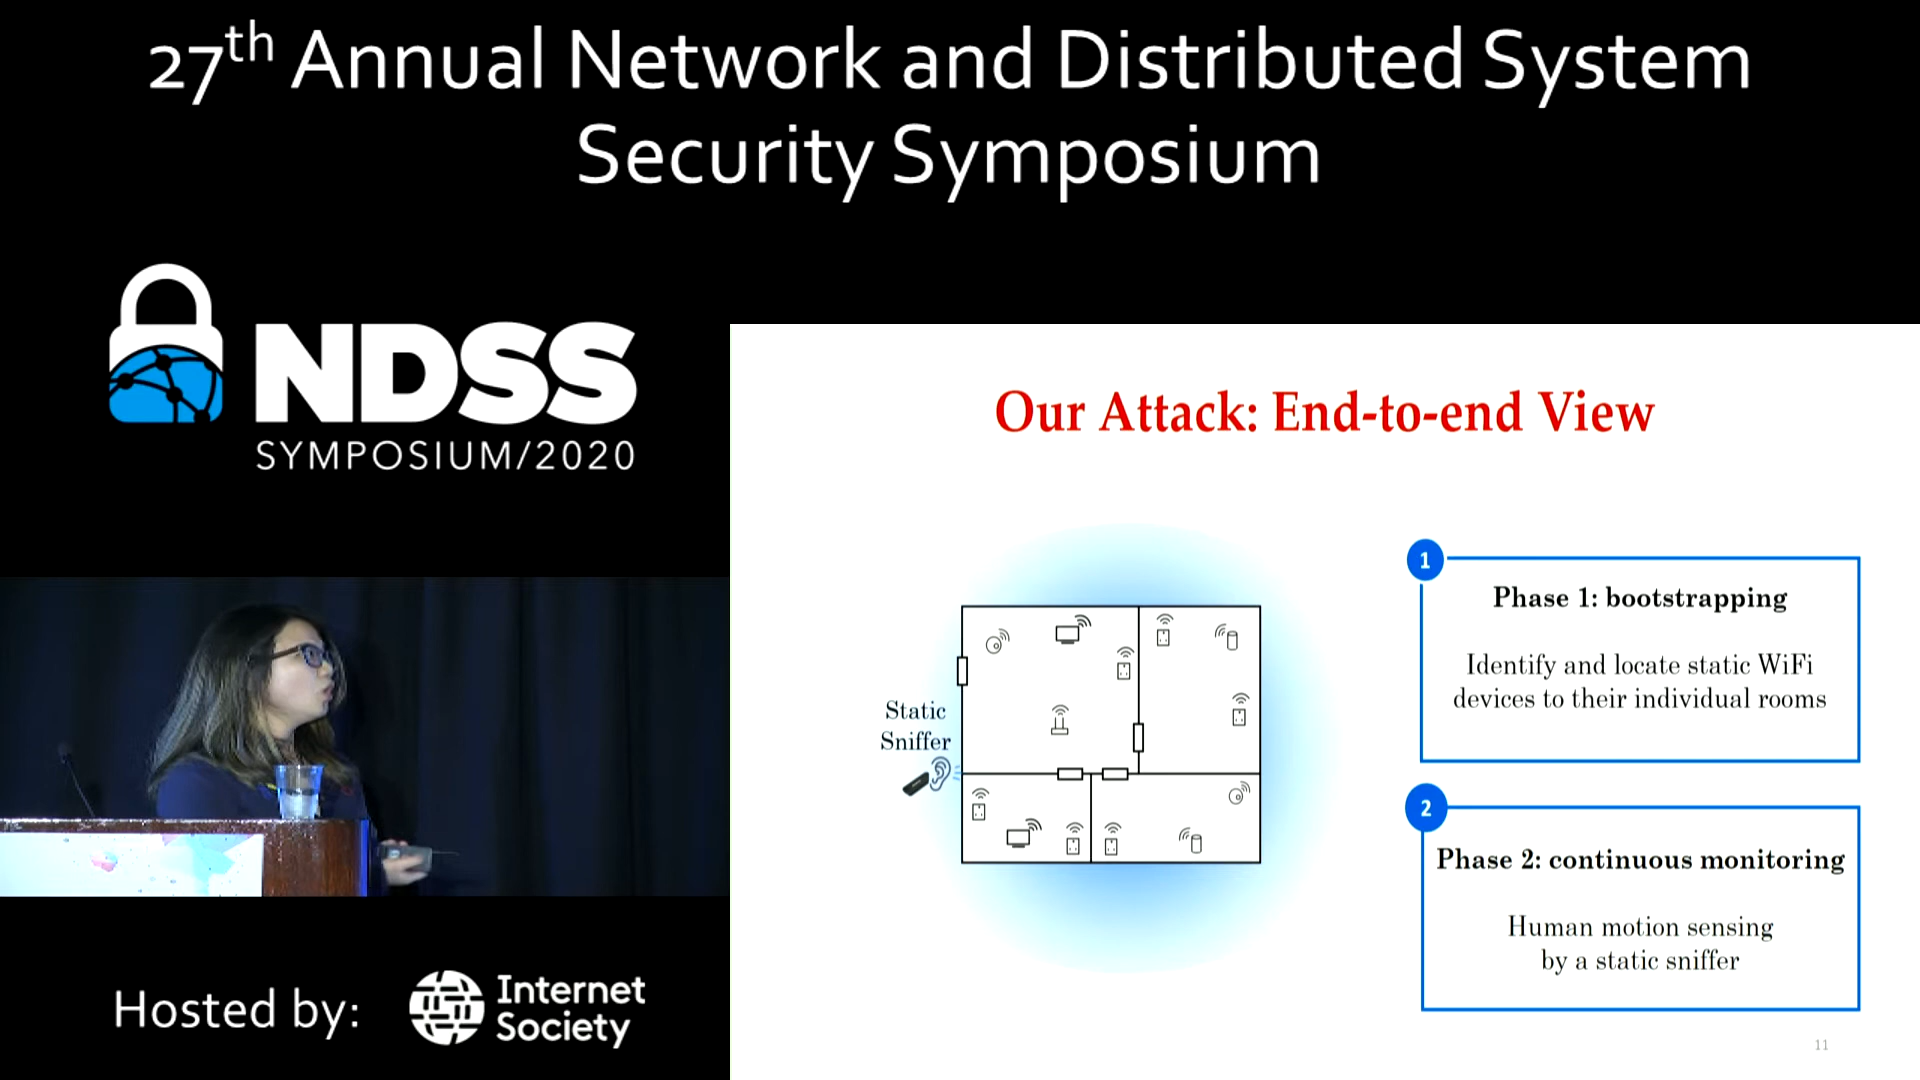 27th Annual Network and Distributed System
Security Symposium
NDSS
SYMPOSIUM/2020
Our Attack: End-to-end View
Static
Sniffer
1
Phase 1: bootstrapping
Identify and locate static WiFi
devices to their individual rooms
2
Phase 2: continuous monitoring
Human motion sensing
by a static sniffer
11
Hosted by:
Internet
Society